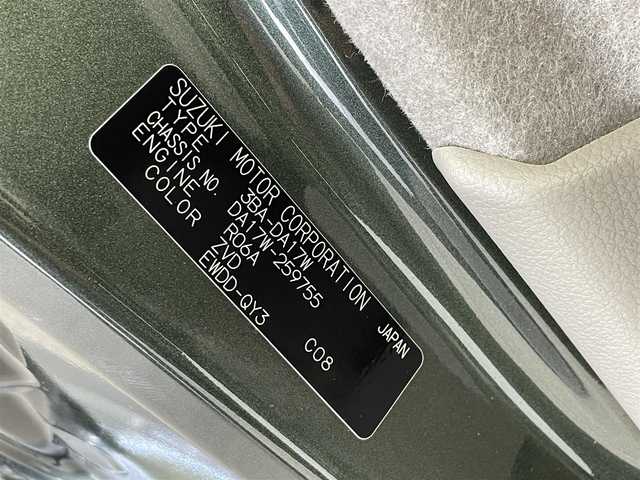 SUZUKI MOTOR CORPORATION JAPAN
TYPE 3BA-DA17W
CHASSIS NO. DA17W-259755
ENGINE R06A
COLOR ZVD
EWDD-QY3 C08